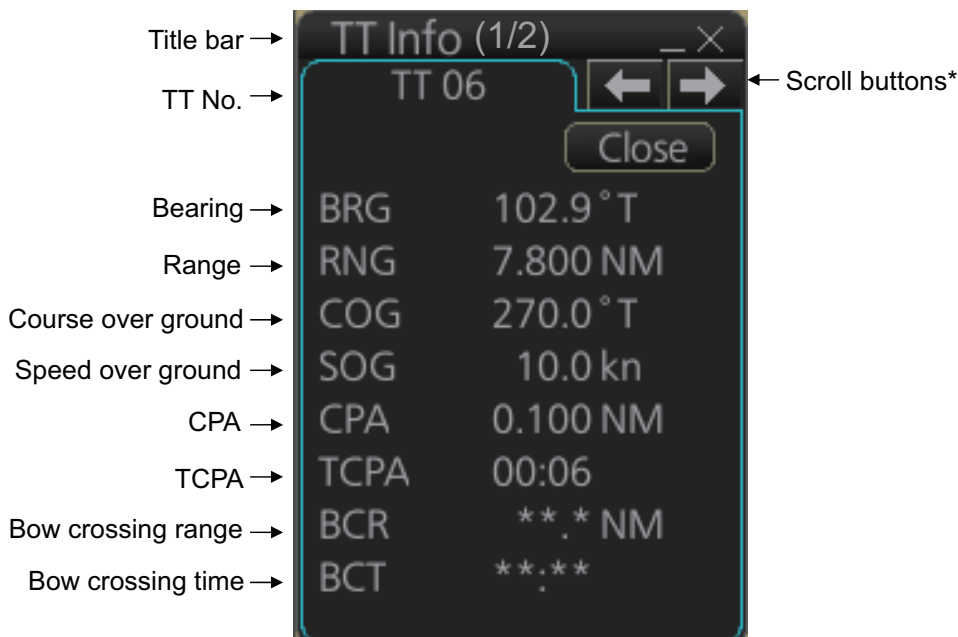 Title bar TT Info (1/2)
TT No. TT 06 Scroll buttons*
Close
Bearing BRG 102.9°T
Range RNG 7.800 NM
Course over ground COG 270.0°T
Speed over ground SOG 10.0 kn
CPA CPA 0.100 NM
TCPA TCPA 00:06
Bow crossing range BCR **.* NM
Bow crossing time BCT **:**